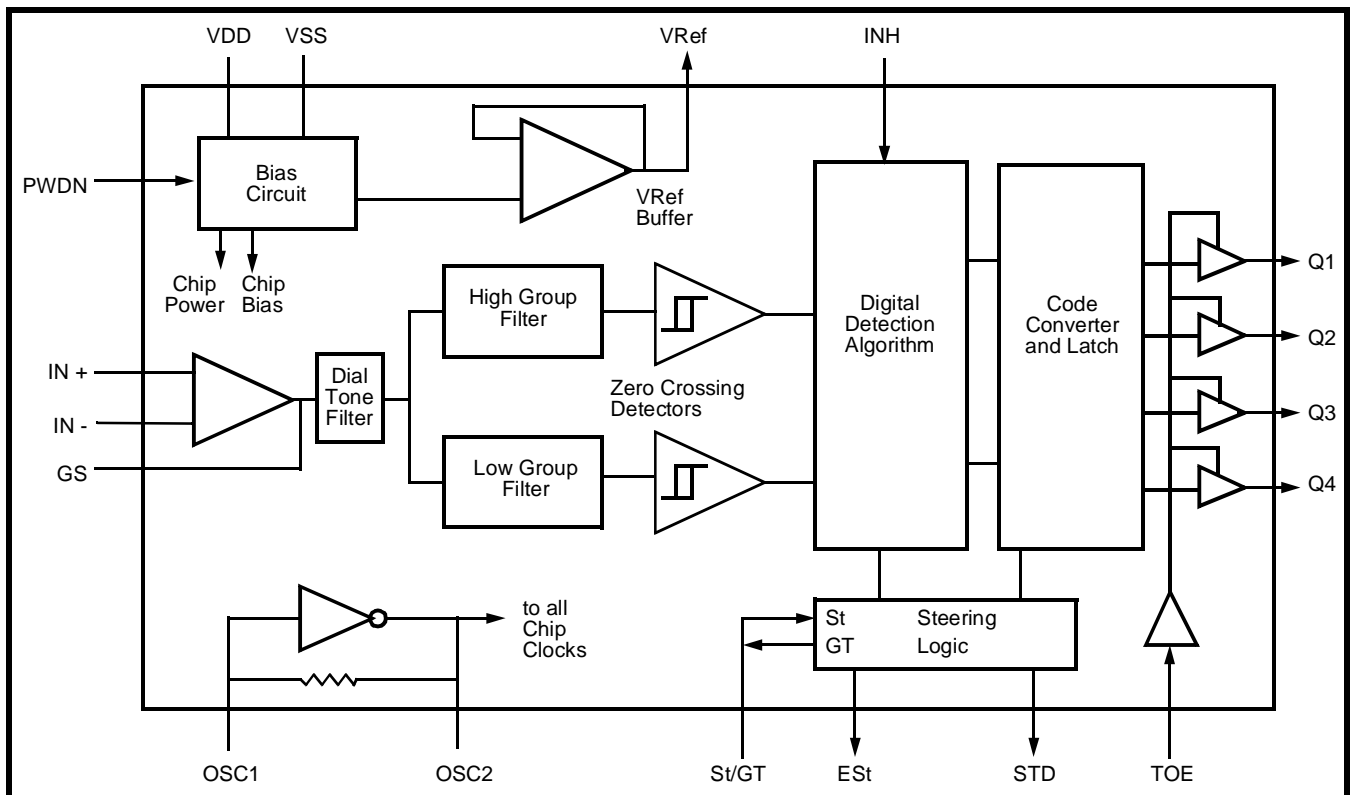 VDD
VSS
VRef
INH
PWDN
Bias
Circuit
VRef
Buffer
Chip
Power
Chip
Bias
High Group
Filter
Digital
Detection
Algorithm
Code
Converter
and Latch
Q1
Q2
Q3
Q4
IN +
IN -
GS
Dial
Tone
Filter
Zero Crossing
Detectors
Low Group
Filter
to all
Chip
Clocks
St
Steering
GT
Logic
OSC1
OSC2
St/GT
ESt
STD
TOE